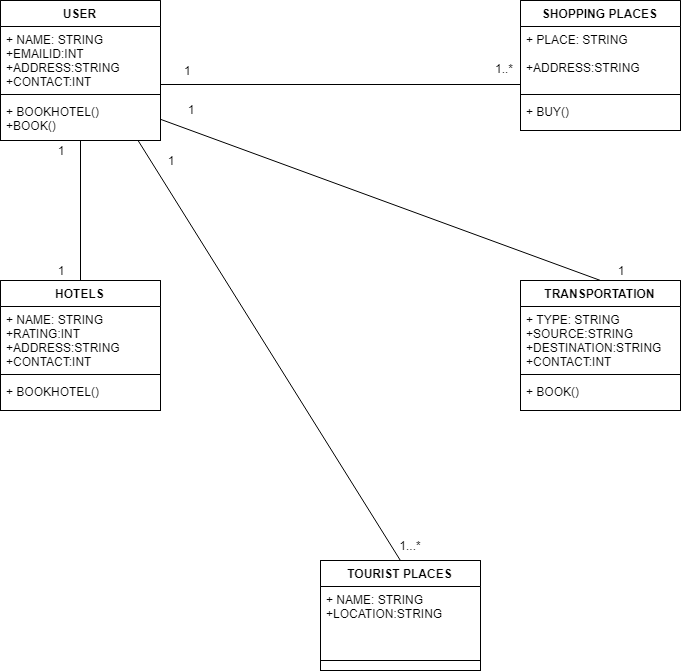 USER
+ NAME: STRING
+EMAILID:INT
+ADDRESS:STRING
+CONTACT:INT
+ BOOKHOTEL()
+BOOK()
SHOPPING PLACES
+ PLACE: STRING
+ADDRESS:STRING
+ BUY()
1
1..*
1
1
1
1
1
HOTELS
+ NAME: STRING
+RATING:INT
+ADDRESS:STRING
+CONTACT:INT
+ BOOKHOTEL()
TRANSPORTATION
+ TYPE: STRING
+SOURCE:STRING
+DESTINATION:STRING
+CONTACT:INT
+ BOOK()
1...*
TOURIST PLACES
+ NAME: STRING
+LOCATION:STRING